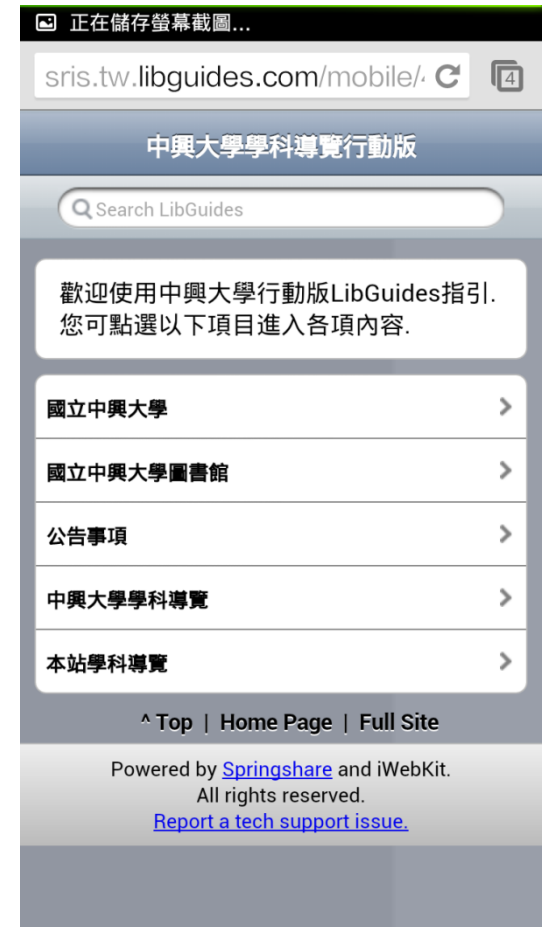 正在儲存螢幕截圖...
sris.tw.libguides.com/mobile/
4
中興大學學科導覽行動版
Search LibGuides
歡迎使用中興大學行動版LibGuides指引.
您可點選以下項目進入各項內容.
國立中興大學
國立中興大學圖書館
公告事項
中興大學學科導覽
本站學科導覽
^ Top | Home Page | Full Site
Powered by Springshare and iWebKit.
All rights reserved.
Report a tech support issue.